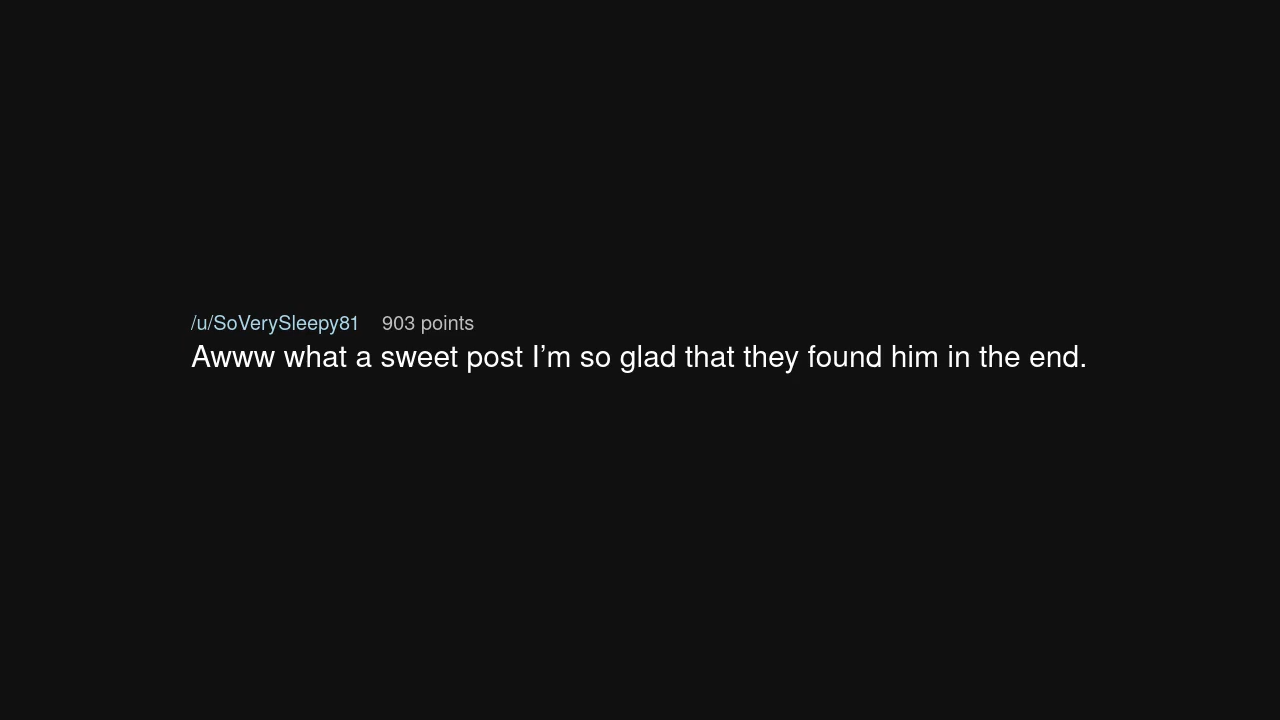 /u/SoVerySleepy81 903 points
Awww what a sweet post I’m so glad that they found him in the end.